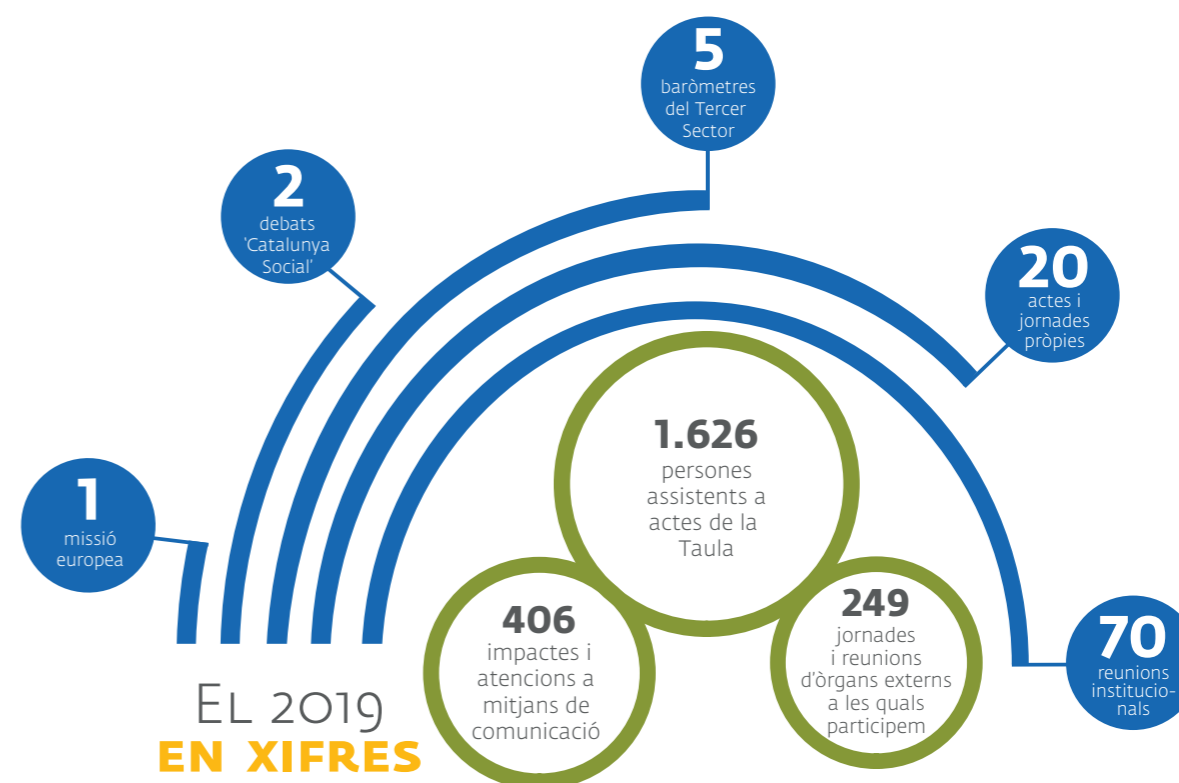 5
baròmetres
del Tercer
Sector
2
debats
'Catalunya
Social'
20
actes i
jornades
pròpies
1
missió
europea
1.626
persones
assistents a
actes de la
Taula
406
impactes i
atencions a
mitjans de
comunicació
249
jornades
i reunions
d'òrgans externs
a les quals
participem
70
reunions
institucio-
nals
EL 2019
EN XIFRES